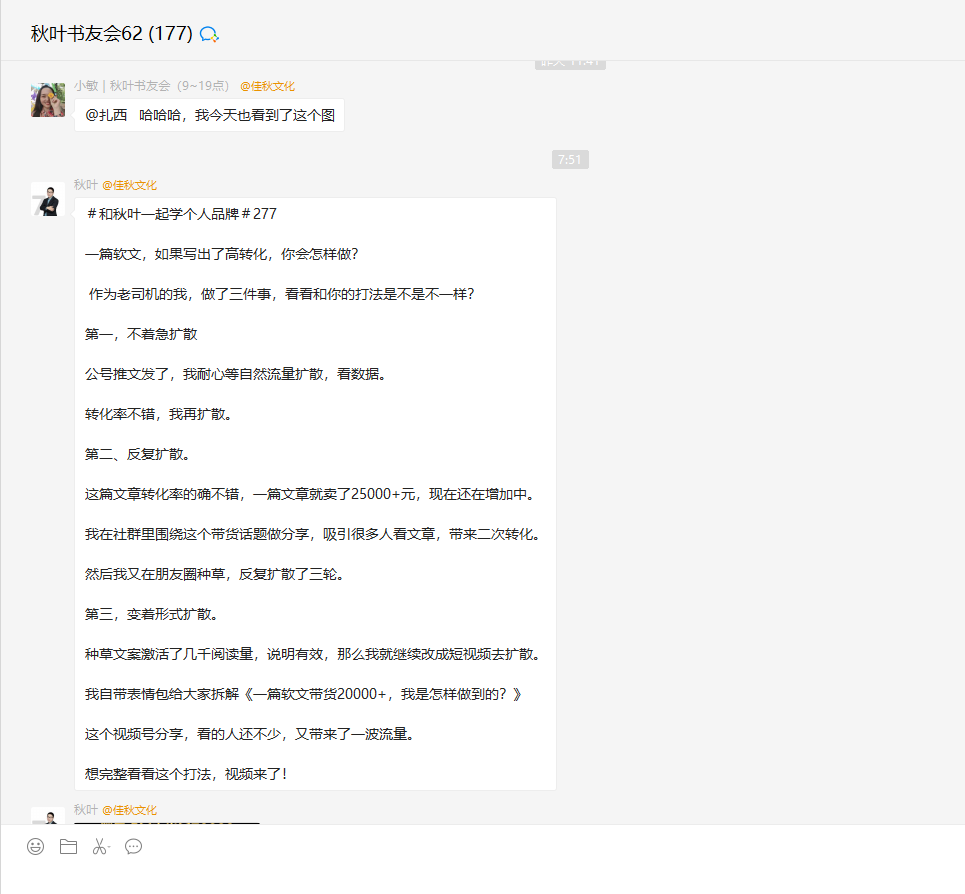 秋叶书友会62 (177)
昨天 11:41
小敏 | 秋叶书友会（9~19点） @佳秋文化
@扎西 哈哈哈，我今天也看到了这个图
7:51
秋叶 @佳秋文化
＃和秋叶一起学个人品牌＃277
一篇软文，如果写出了高转化，你会怎样做？
作为老司机的我，做了三件事，看看和你的打法是不是不一样？
第一，不着急扩散
公号推文发了，我耐心等自然流量扩散，看数据。
转化率不错，我再扩散。
第二、反复扩散。
这篇文章转化率的确不错，一篇文章就卖了25000+元，现在还在增加中。
我在社群里围绕这个带货话题做分享，吸引很多人看文章，带来二次转化。
然后我又在朋友圈种草，反复扩散了三轮。
第三，变着形式扩散。
种草文案激活了几千阅读量，说明有效，那么我就继续改成短视频去扩散。
我自带表情包给大家拆解《一篇软文带货20000+，我是怎样做到的？》
这个视频号分享，看的人还不少，又带来了一波流量。
想完整看看这个打法，视频来了！
秋叶 @佳秋文化